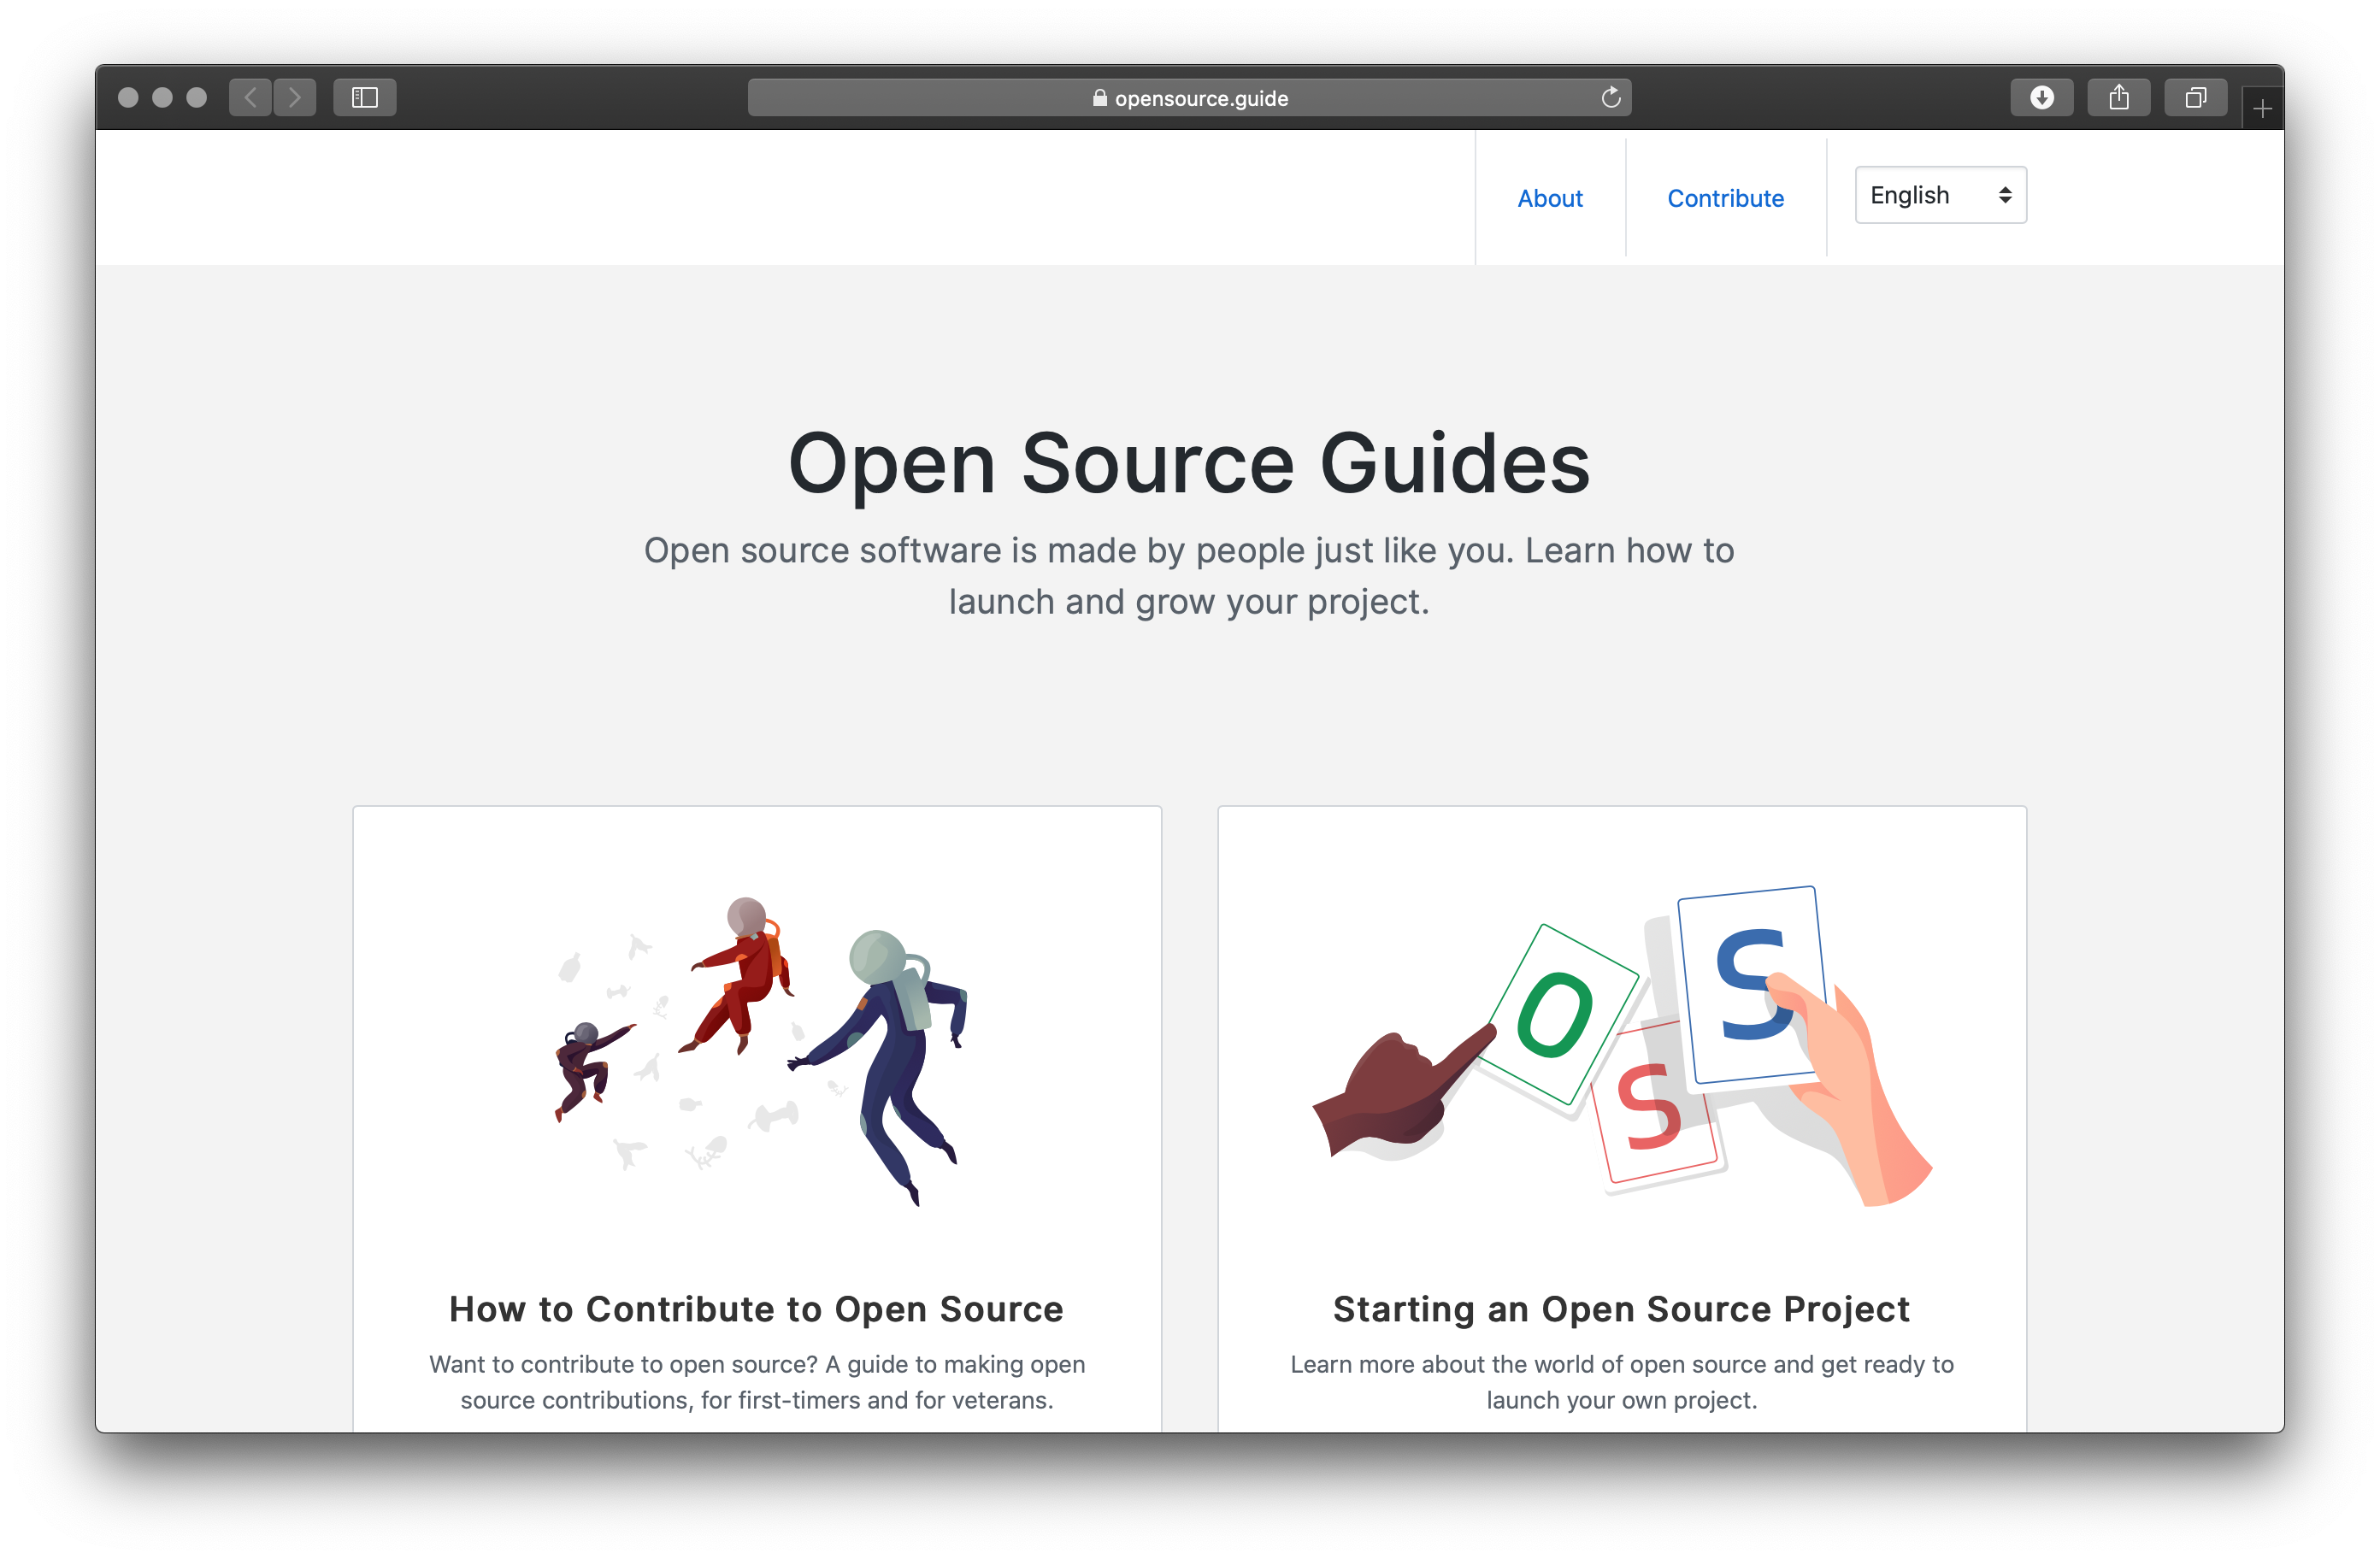 opensource.guide
About
Contribute
English
Open Source Guides
Open source software is made by people just like you. Learn how to
launch and grow your project.
O
S
S
How to Contribute to Open Source
Want to contribute to open source? A guide to making open
source contributions, for first-timers and for veterans.
Starting an Open Source Project
Learn more about the world of open source and get ready to
launch your own project.